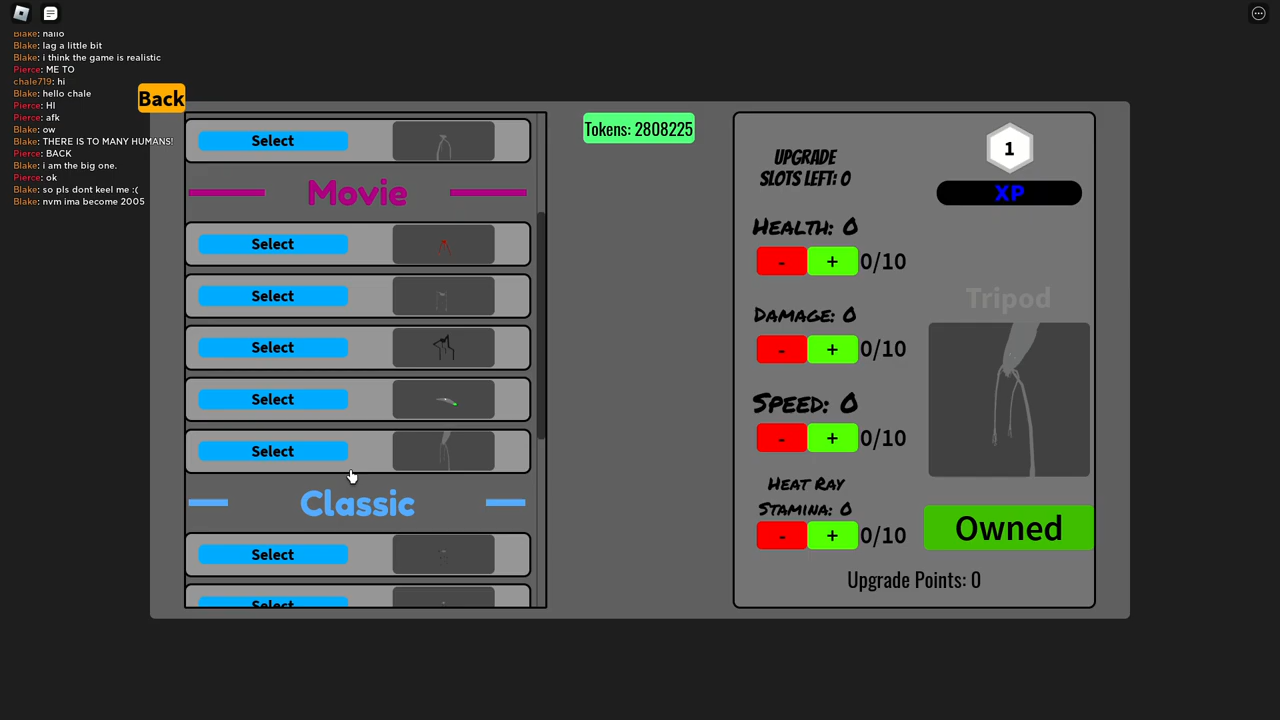 Blake: hallo
Blake: lag a little bit
Blake: i think the game is realistic
Pierce: ME TO
chale719: hi
Blake: hello chale
Pierce: HI
Pierce: afk
Blake: ow
Blake: THERE IS TO MANY HUMANS!
Pierce: BACK
Blake: i am the big one.
Pierce: ok
Blake: so pls dont keel me :(
Blake: nvm ima become 2005
Back
Select
Movie
Select
Select
Select
Select
Select
Classic
Select
Select
Tokens: 2808225
UPGRADE
SLOTS LEFT: 0
HEALTH: 0
- + 0/10
DAMAGE: 0
- + 0/10
SPEED: 0
- + 0/10
HEAT RAY
STAMINA: 0
- + 0/10
1
XP
Tripod
Owned
Upgrade Points: 0